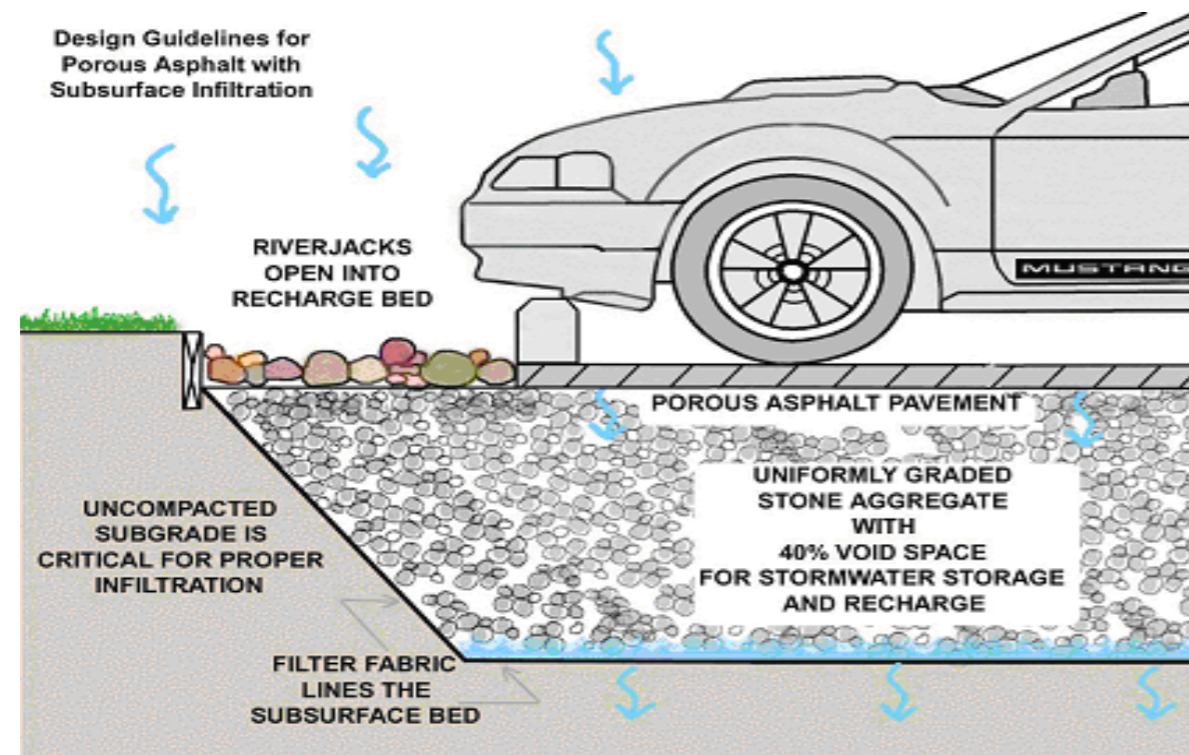 Design Guidelines for
Porous Asphalt with
Subsurface Infiltration
RIVERJACKS
OPEN INTO
RECHARGE BED
MUSTANG
POROUS ASPHALT PAVEMENT
UNIFORMLY GRADED
STONE AGGREGATE
WITH
40% VOID SPACE
FOR STORMWATER STORAGE
AND RECHARGE
UNCOMPACTED
SUBGRADE IS
CRITICAL FOR PROPER
INFILTRATION
FILTER FABRIC
LINES THE
SUBSURFACE BED